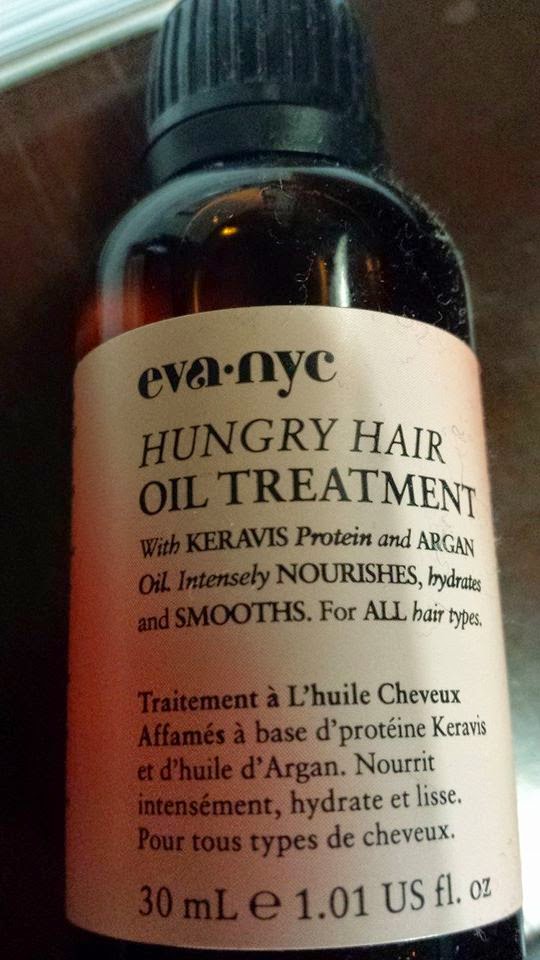 eva·nyc
HUNGRY HAIR
OIL TREATMENT
With KERAVIS Protein and ARGAN
Oil. Intensely NOURISHES, hydrates
and SMOOTHS. For ALL hair types.
Traitement à L'huile Cheveux
Affamés à base d'protéine Keravis
et d'huile d'Argan. Nourrit
intensément, hydrate et lisse.
Pour tous types de cheveux.
30 mL ℮ 1.01 US fl. oz